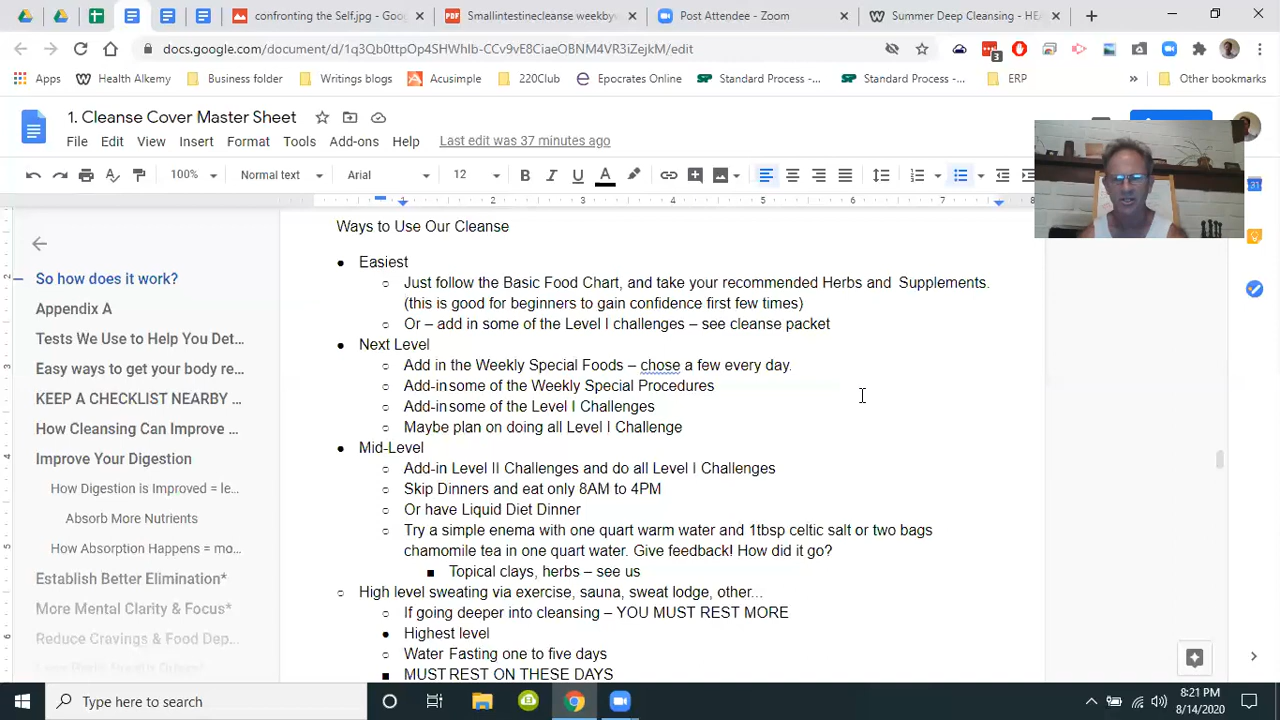 confronting the Self.jpg - Goog
Smallintestinecleanse weekbyw
Post Attendee - Zoom
Summer Deep Cleansing - HEA
docs.google.com/document/d/1q3Qb0ttpOp4SHWhIb-CCv9vE8CiaeOBNM4VR3iZejkM/edit
3
Apps
Health Alkemy
Business folder
Writings blogs
Acusimple
220Club
Epocrates Online
Standard Process -...
Standard Process -...
ERP
Other bookmarks
1. Cleanse Cover Master Sheet
File Edit View Insert Format Tools Add-ons Help Last edit was 37 minutes ago
100% Normal text Arial 12 B I U A
1 2 3 4 5 6 7 8
So how does it work?
Appendix A
Tests We Use to Help You Det...
Easy ways to get your body re...
KEEP A CHECKLIST NEARBY ...
How Cleansing Can Improve ...
Improve Your Digestion
How Digestion is Improved = le...
Absorb More Nutrients
How Absorption Happens = mo...
Establish Better Elimination*
More Mental Clarity & Focus*
Reduce Cravings & Food Dep...
Ways to Use Our Cleanse
Easiest
Just follow the Basic Food Chart, and take your recommended Herbs and Supplements.
(this is good for beginners to gain confidence first few times)
Or – add in some of the Level I challenges – see cleanse packet
Next Level
Add in the Weekly Special Foods – chose a few every day.
Add-in some of the Weekly Special Procedures
Add-in some of the Level I Challenges
Maybe plan on doing all Level I Challenge
Mid-Level
Add-in Level II Challenges and do all Level I Challenges
Skip Dinners and eat only 8AM to 4PM
Or have Liquid Diet Dinner
Try a simple enema with one quart warm water and 1tbsp celtic salt or two bags
chamomile tea in one quart water. Give feedback! How did it go?
Topical clays, herbs – see us
High level sweating via exercise, sauna, sweat lodge, other...
If going deeper into cleansing – YOU MUST REST MORE
Highest level
Water Fasting one to five days
MUST REST ON THESE DAYS
Type here to search
8:21 PM
8/14/2020